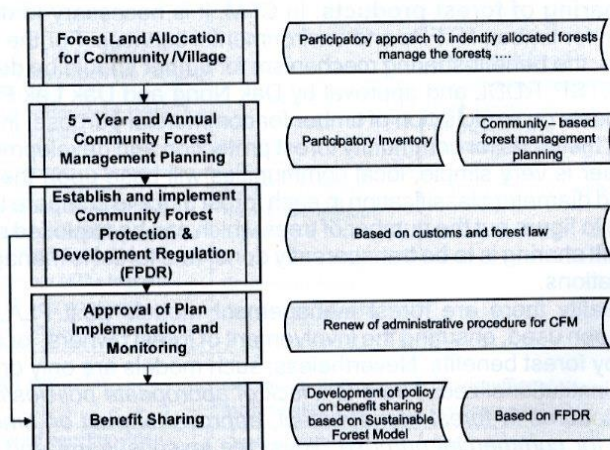 Forest Land Allocation
for Community /Village
Participatory approach to indentify allocated forests
manage the forests.....
5 – Year and Annual
Community Forest
Management Planning
Participatory Inventory
Community– based
forest management
planning
Establish and implement
Community Forest
Protection &
Development Regulation
(FPDR)
Based on customs and forest law
Approval of Plan
Implementation and
Monitoring
Renew of administrative procedure for CFM
Benefit Sharing
Development of policy
on benefit sharing
based on Sustainable
Forest Model
Based on FPDR